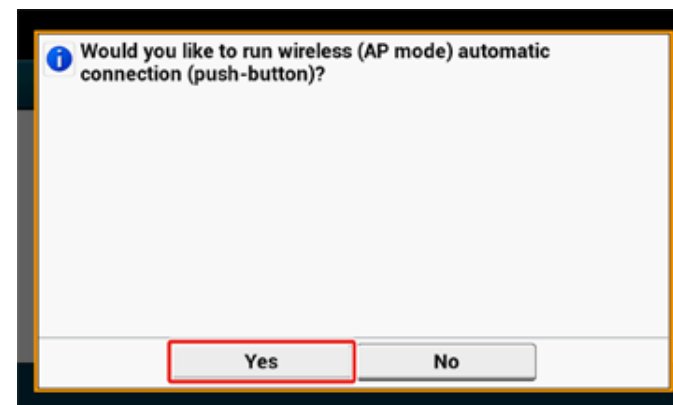 Would you like to run wireless (AP mode) automatic
connection (push-button)?
Yes No